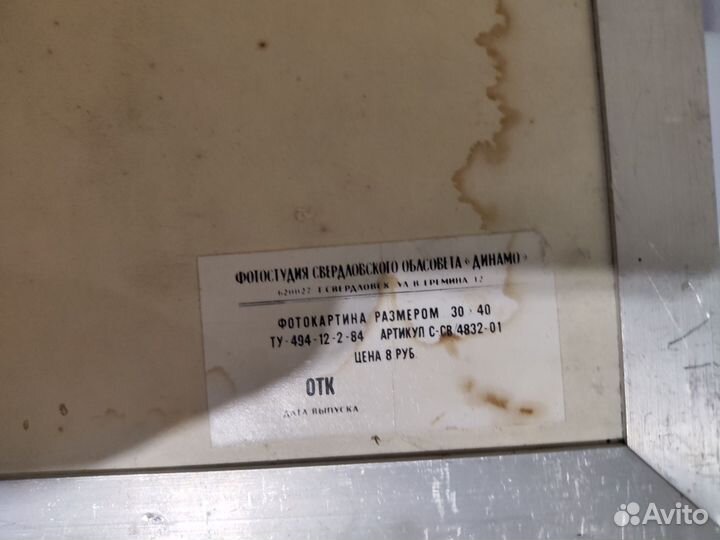 ФОТОСТУДИЯ СВЕРДЛОВСКОГО ОБЛСОВЕТА «ДИНАМО»
620027 Г СВЕРДЛОВСК УЛ В ЕРЕМИНА 12
ФОТОКАРТИНА РАЗМЕРОМ 30 · 40
ТУ-494-12-2-84 АРТИКУЛ С-СВ/4832-01
ЦЕНА 8 РУБ
ОТК
ДАТА ВЫПУСКА
Avito